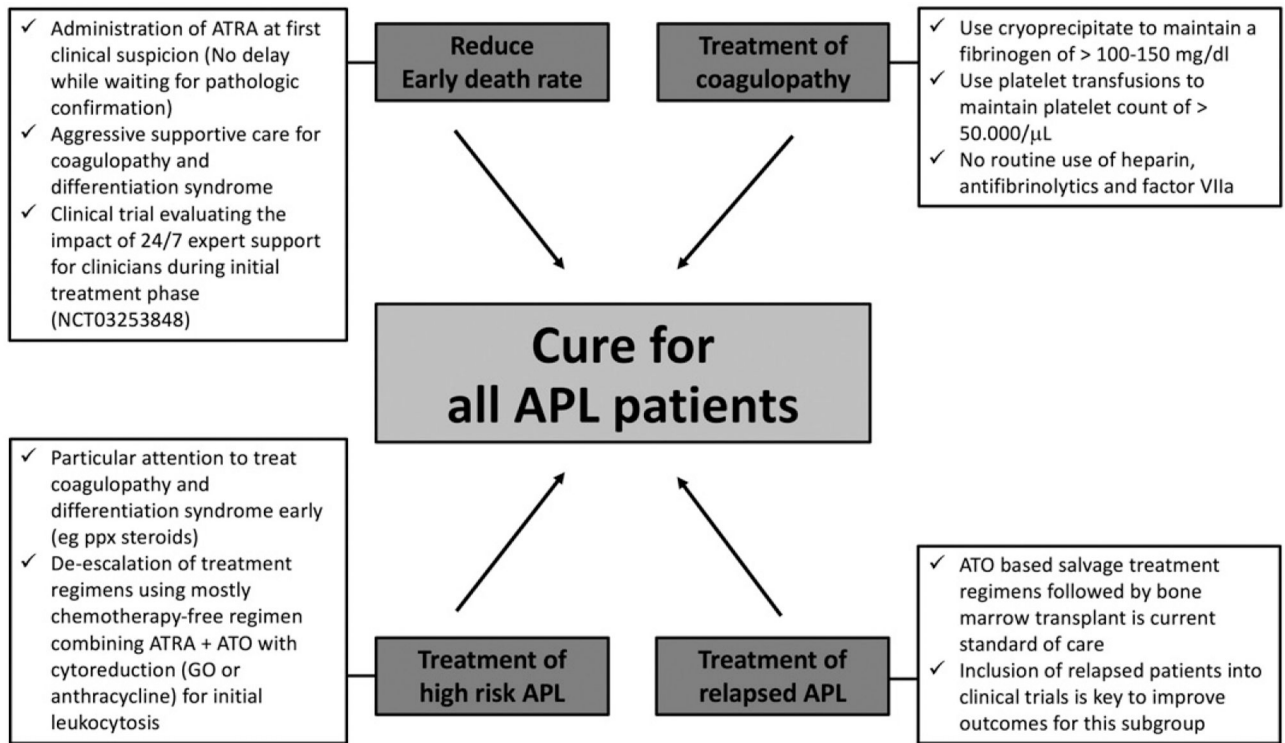 ✓ Administration of ATRA at first
clinical suspicion (No delay
while waiting for pathologic
confirmation)
✓ Aggressive supportive care for
coagulopathy and
differentiation syndrome
✓ Clinical trial evaluating the
impact of 24/7 expert support
for clinicians during initial
treatment phase
(NCT03253848)
Reduce
Early death rate
Treatment of
coagulopathy
✓ Use cryoprecipitate to maintain a
fibrinogen of > 100-150 mg/dl
✓ Use platelet transfusions to
maintain platelet count of >
50.000/μL
✓ No routine use of heparin,
antifibrinolytics and factor VIIa
Cure for
all APL patients
✓ Particular attention to treat
coagulopathy and
differentiation syndrome early
(eg ppx steroids)
✓ De-escalation of treatment
regimens using mostly
chemotherapy-free regimen
combining ATRA + ATO with
cytoreduction (GO or
anthracycline) for initial
leukocytosis
Treatment of
high risk APL
Treatment of
relapsed APL
✓ ATO based salvage treatment
regimens followed by bone
marrow transplant is current
standard of care
✓ Inclusion of relapsed patients into
clinical trials is key to improve
outcomes for this subgroup